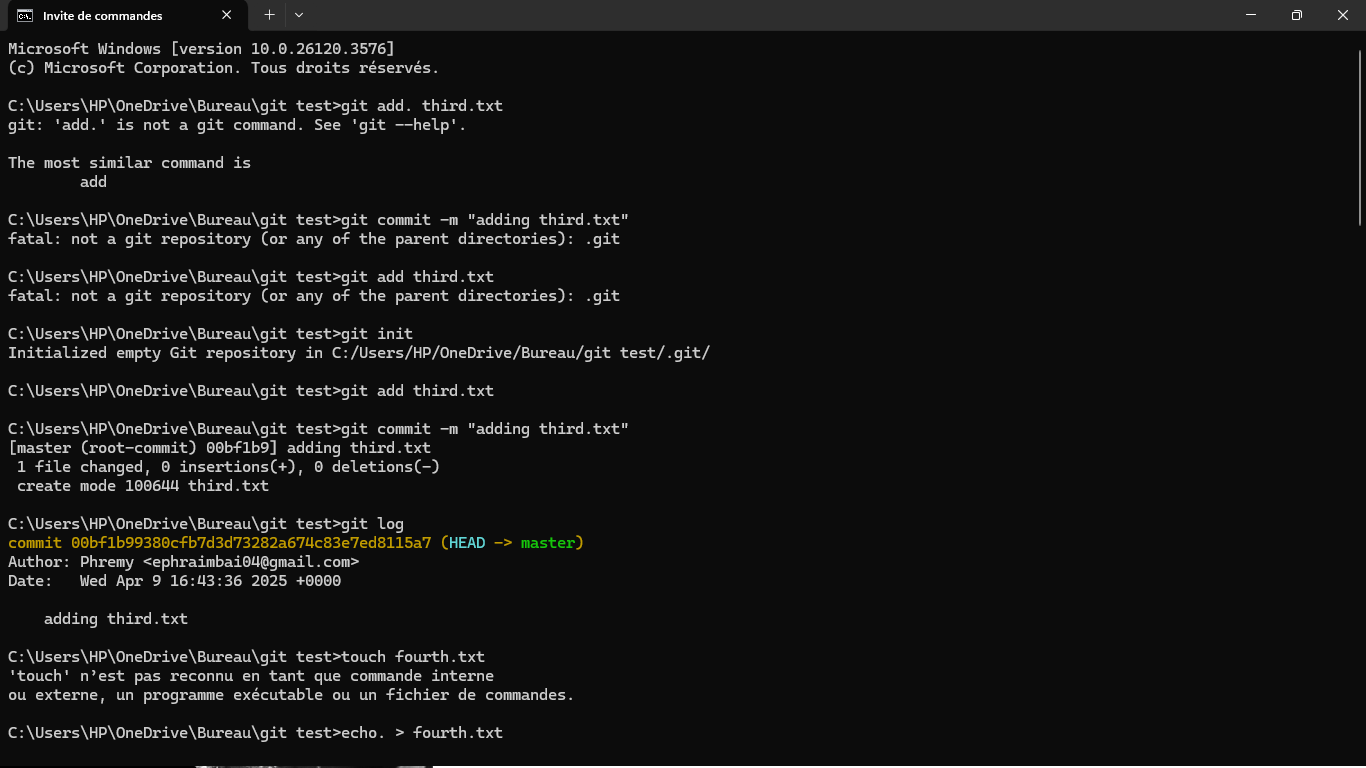 Invite de commandes
Microsoft Windows [version 10.0.26120.3576]
(c) Microsoft Corporation. Tous droits réservés.
C:\Users\HP\OneDrive\Bureau\git test>git add. third.txt
git: 'add.' is not a git command. See 'git --help'.
The most similar command is
        add
C:\Users\HP\OneDrive\Bureau\git test>git commit -m "adding third.txt"
fatal: not a git repository (or any of the parent directories): .git
C:\Users\HP\OneDrive\Bureau\git test>git add third.txt
fatal: not a git repository (or any of the parent directories): .git
C:\Users\HP\OneDrive\Bureau\git test>git init
Initialized empty Git repository in C:/Users/HP/OneDrive/Bureau/git test/.git/
C:\Users\HP\OneDrive\Bureau\git test>git add third.txt
C:\Users\HP\OneDrive\Bureau\git test>git commit -m "adding third.txt"
[master (root-commit) 00bf1b9] adding third.txt
 1 file changed, 0 insertions(+), 0 deletions(-)
 create mode 100644 third.txt
C:\Users\HP\OneDrive\Bureau\git test>git log
commit 00bf1b99380cfb7d3d73282a674c83e7ed8115a7 (HEAD -> master)
Author: Phremy <ephraimbai04@gmail.com>
Date:   Wed Apr 9 16:43:36 2025 +0000
    adding third.txt
C:\Users\HP\OneDrive\Bureau\git test>touch fourth.txt
'touch' n’est pas reconnu en tant que commande interne
ou externe, un programme exécutable ou un fichier de commandes.
C:\Users\HP\OneDrive\Bureau\git test>echo. > fourth.txt